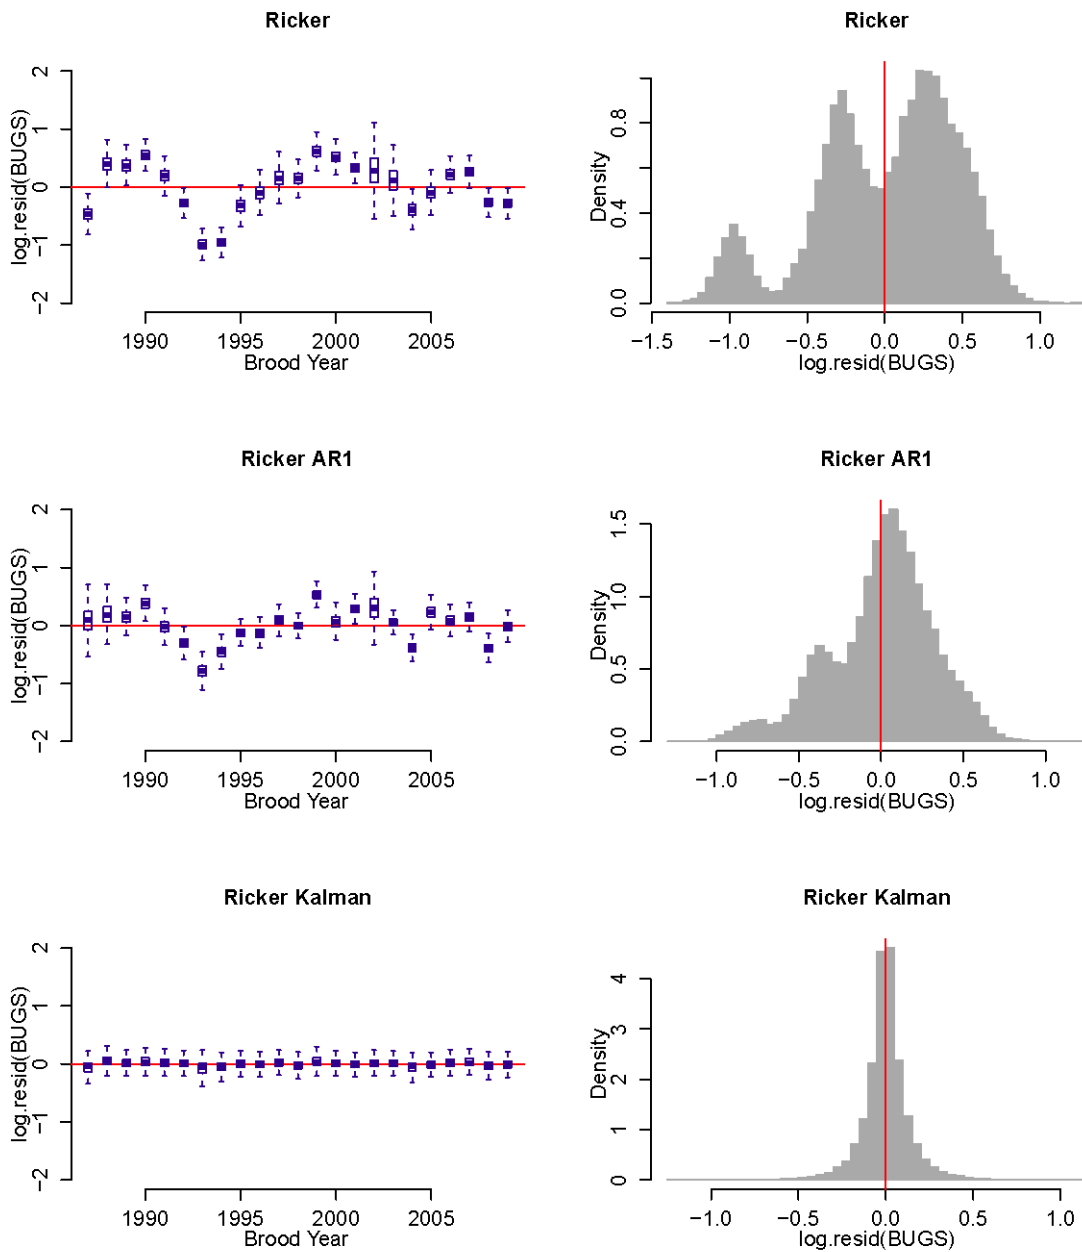 Ricker
2
1
0
−1
−2
log.resid(BUGS)
1990 1995 2000 2005
Brood Year
Ricker
0.8
0.4
0.0
Density
−1.5 −1.0 −0.5 0.0 0.5 1.0
log.resid(BUGS)
Ricker AR1
2
1
0
−1
−2
log.resid(BUGS)
1990 1995 2000 2005
Brood Year
Ricker AR1
1.5
1.0
0.5
0.0
Density
−1.0 −0.5 0.0 0.5 1.0
log.resid(BUGS)
Ricker Kalman
2
1
0
−1
−2
log.resid(BUGS)
1990 1995 2000 2005
Brood Year
Ricker Kalman
4
3
2
1
0
Density
−1.0 −0.5 0.0 0.5 1.0
log.resid(BUGS)